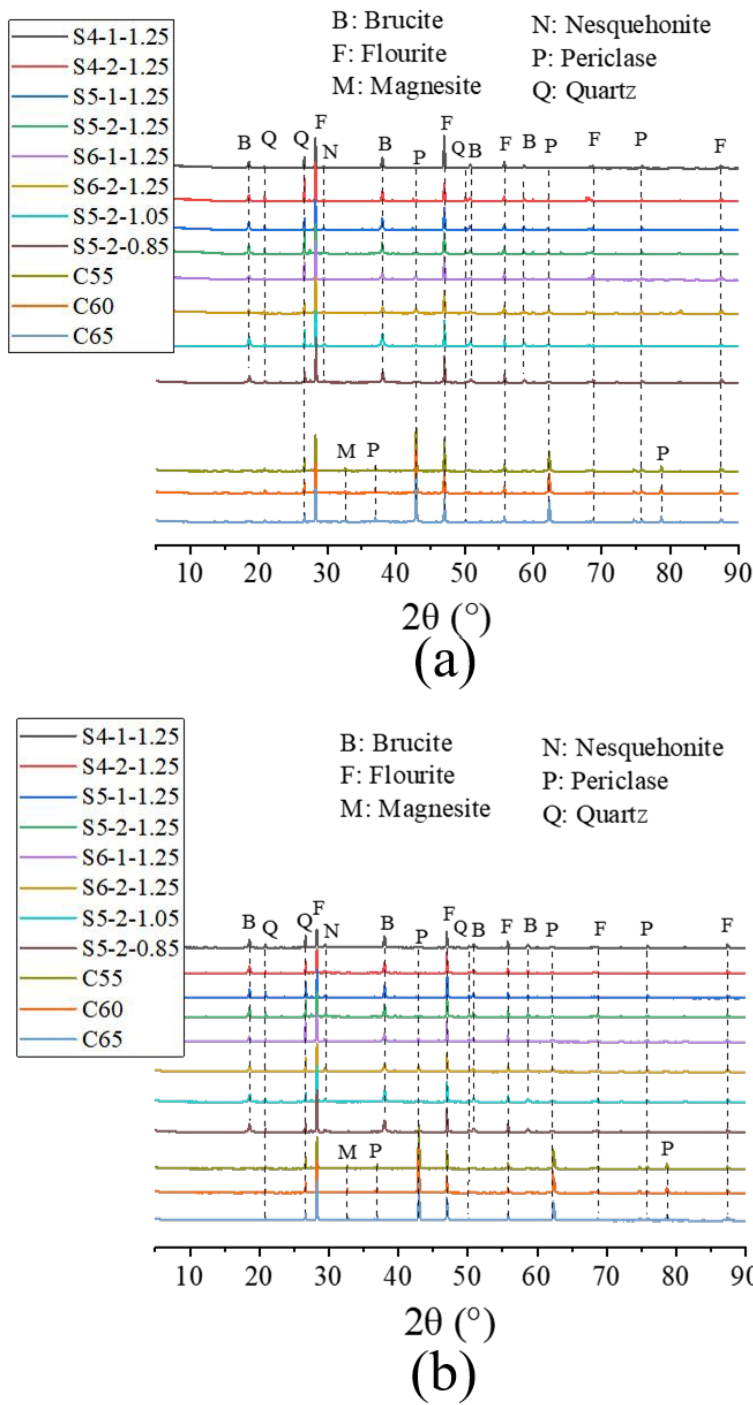 S4-1-1.25
S4-2-1.25
S5-1-1.25
S5-2-1.25
S6-1-1.25
S6-2-1.25
S5-2-1.05
S5-2-0.85
C55
C60
C65
B: Brucite N: Nesquehonite
F: Flourite P: Periclase
M: Magnesite Q: Quartz
B Q Q F N B P F Q B F B P F P F
M P P
10 20 30 40 50 60 70 80 90
2θ (°)
(a)
S4-1-1.25
S4-2-1.25
S5-1-1.25
S5-2-1.25
S6-1-1.25
S6-2-1.25
S5-2-1.05
S5-2-0.85
C55
C60
C65
B: Brucite N: Nesquehonite
F: Flourite P: Periclase
M: Magnesite Q: Quartz
B Q Q F N B P F Q B F B P F P F
M P P
10 20 30 40 50 60 70 80 90
2θ (°)
(b)